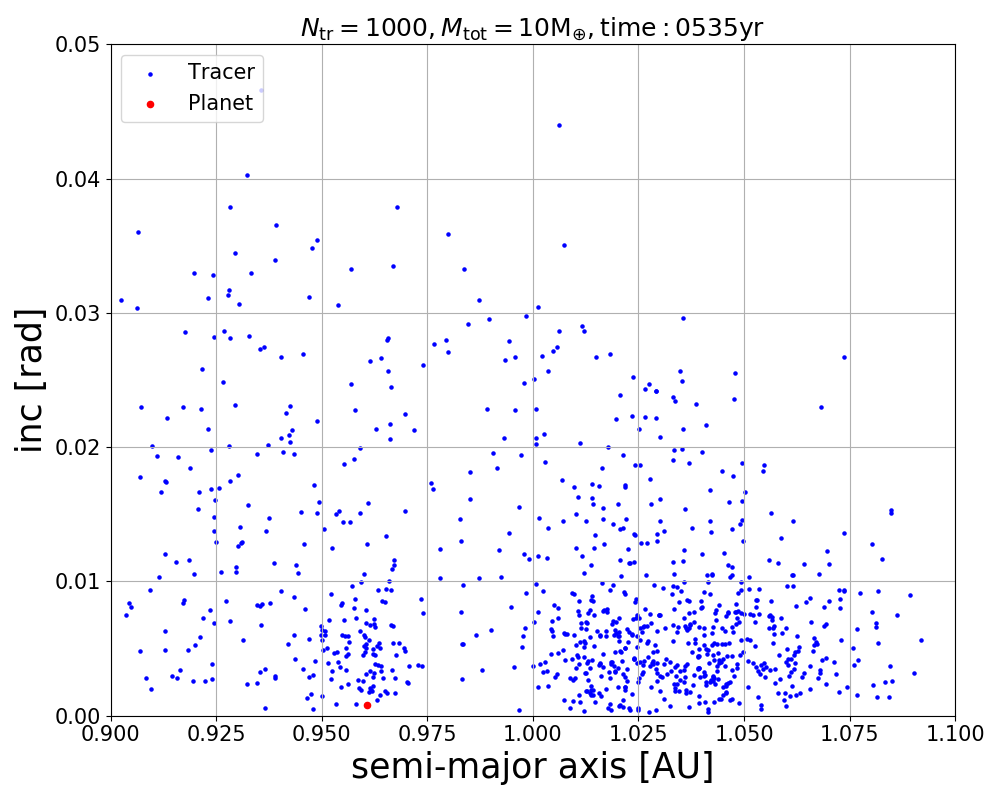 N_tr = 1000, M_tot = 10M_⊕, time : 0535yr
0.05
Tracer
Planet
0.04
0.03
inc [rad]
0.02
0.01
0.00
0.900 0.925 0.950 0.975 1.000 1.025 1.050 1.075 1.100
semi-major axis [AU]